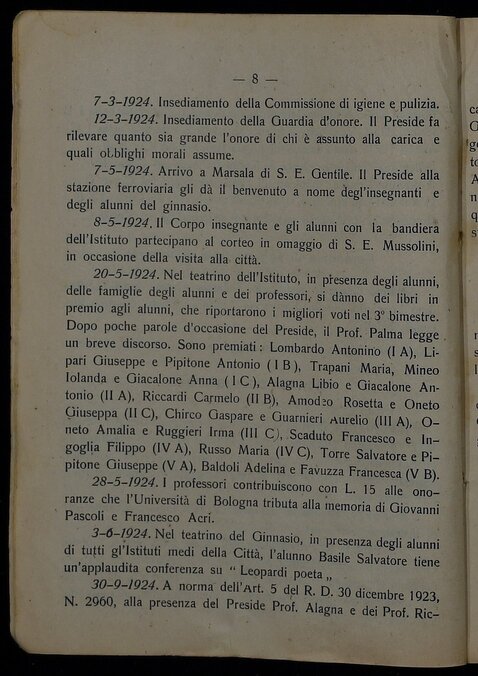 — 8 —
7-3-1924. Insediamento della Commissione di igiene e pulizia.
12-3-1924. Insediamento della Guardia d'onore. Il Preside fa
rilevare quanto sia grande l'onore di chi è assunto alla carica e
quali obblighi morali assume.
7-5-1924. Arrivo a Marsala di S. E. Gentile. Il Preside alla
stazione ferroviaria gli dà il benvenuto a nome degl'insegnanti e
degli alunni del ginnasio.
8-5-1924. Il Corpo insegnante e gli alunni con la bandiera
dell'Istituto partecipano al corteo in omaggio di S. E. Mussolini,
in occasione della visita alla città.
20-5-1924. Nel teatrino dell'Istituto, in presenza degli alunni,
delle famiglie degli alunni e dei professori, si dànno dei libri in
premio agli alunni, che riportarono i migliori voti nel 3° bimestre.
Dopo poche parole d'occasione del Preside, il Prof. Palma legge
un breve discorso. Sono premiati: Lombardo Antonino (I A), Li-
pari Giuseppe e Pipitone Antonio (I B), Trapani Maria, Mineo
Iolanda e Giacalone Anna (I C), Alagna Libio e Giacalone An-
tonio (II A), Riccardi Carmelo (II B), Amodeo Rosetta e Oneto
Giuseppa (II C), Chirco Gaspare e Guarnieri Aurelio (III A), O-
neto Amalia e Ruggieri Irma (III C), Scaduto Francesco e In-
goglia Filippo (IV A), Russo Maria (IV C), Torre Salvatore e Pi-
pitone Giuseppe (V A), Baldoli Adelina e Favuzza Francesca (V B).
28-5-1924. I professori contribuiscono con L. 15 alle ono-
ranze che l'Università di Bologna tributa alla memoria di Giovanni
Pascoli e Francesco Acri.
3-6-1924. Nel teatrino del Ginnasio, in presenza degli alunni
di tutti gl'Istituti medi della Città, l'alunno Basile Salvatore tiene
un'applaudita conferenza su “ Leopardi poeta „
30-9-1924. A norma dell'Art. 5 del R. D. 30 dicembre 1923,
N. 2960, alla presenza del Preside Prof. Alagna e dei Prof. Ric-